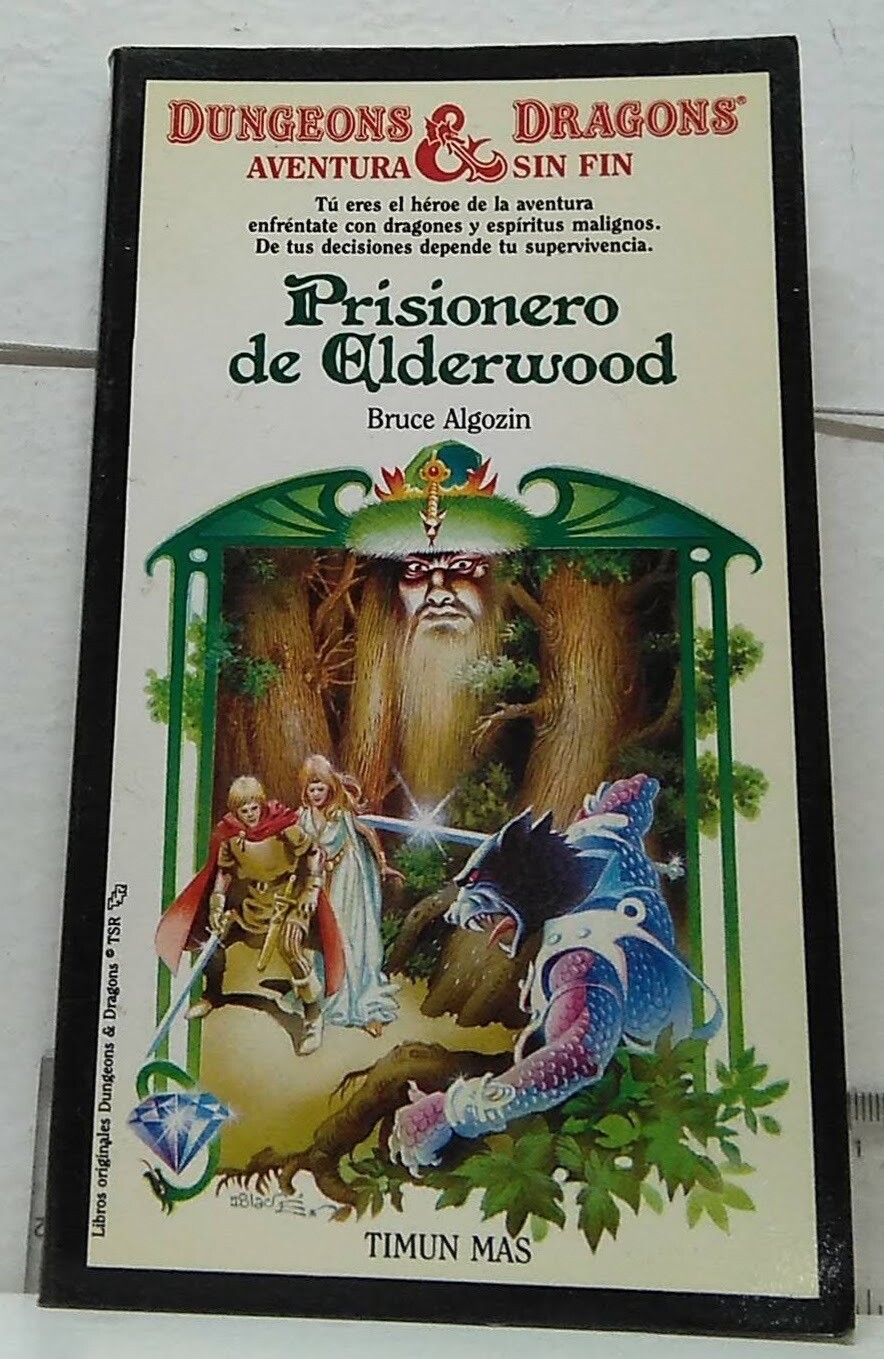 DUNGEONS & DRAGONS®
AVENTURA SIN FIN
Tú eres el héroe de la aventura
enfréntate con dragones y espíritus malignos.
De tus decisiones depende tu supervivencia.
Prisionero
de Elderwood
Bruce Algozin
Libros originales Dungeons & Dragons © TSR
TIMUN MAS